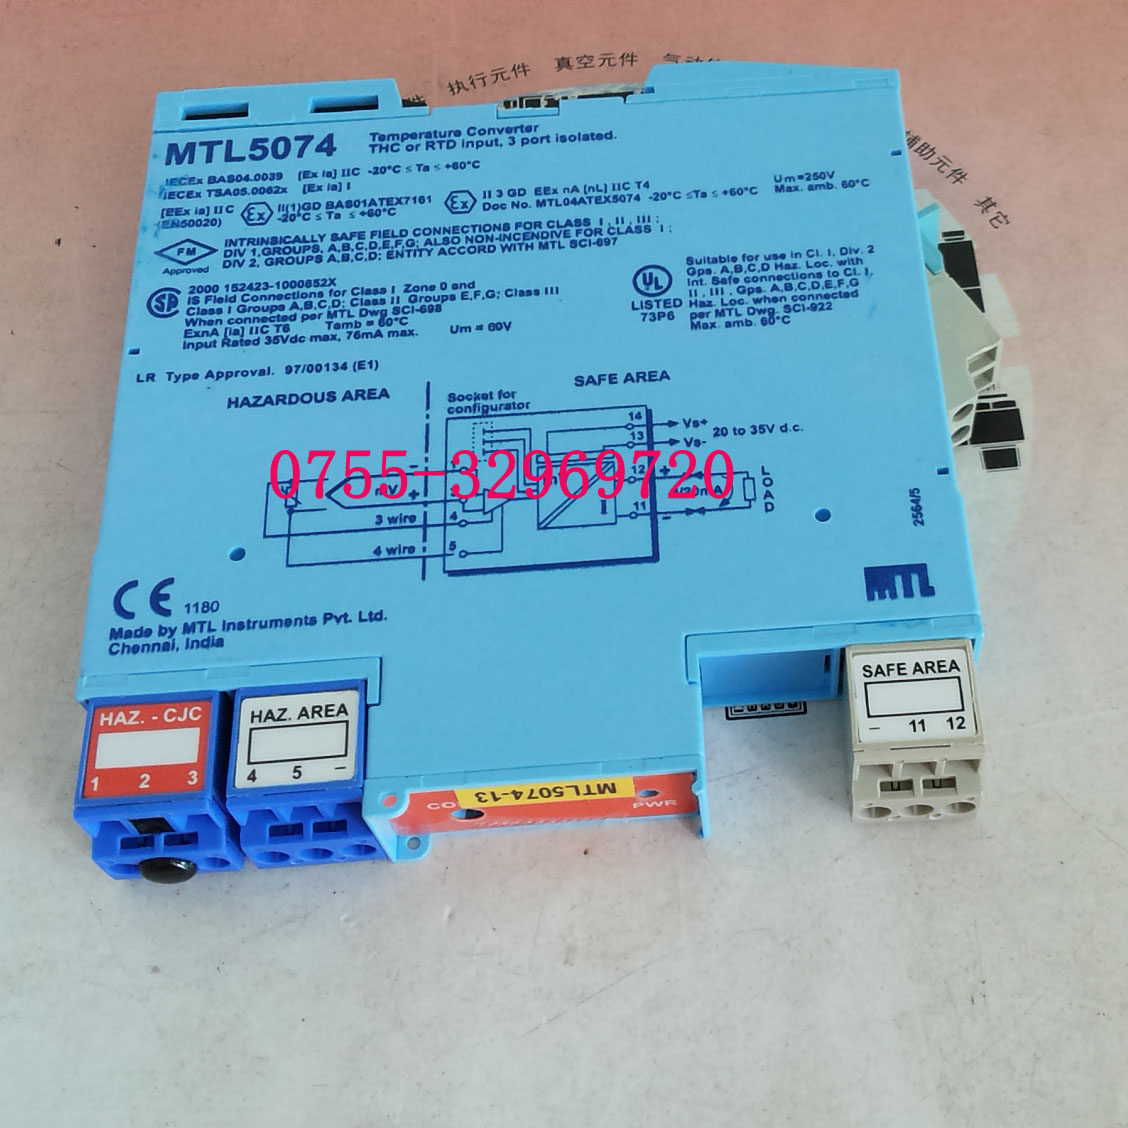 执行元件 真空元件
辅助元件 其它
MTL5074
Temperature Converter
THC or RTD input, 3 port isolated.
IECEx BAS04.0039 [Ex ia] IIC -20°C ≤ Ta ≤ +60°C
IECEx TSA05.0062x [Ex ia] I
[EEx ia] IIC
(EN50020)
Ex
II(1)GD BAS01ATEX7161
-20°C ≤ Ta ≤ +60°C
Ex
II 3 GD EEx nA [nL] IIC T4
Doc No. MTL04ATEX5074 -20°C ≤Ta ≤ +60°C
Um=250V
Max. amb. 60°C
FM
Approved
INTRINSICALLY SAFE FIELD CONNECTIONS FOR CLASS I, II, III;
DIV 1,GROUPS, A,B,C,D,E,F,G; ALSO NON-INCENDIVE FOR CLASS I;
DIV 2, GROUPS A,B,C,D; ENTITY ACCORD WITH MTL SCI-697
2000 152423-1000852X
IS Field Connections for Class I Zone 0 and
Class I Groups A,B,C,D; Class II Groups E,F,G; Class III
When connected per MTL Dwg SCI-698
ExnA [ia] IIC T6 Tamb = 60°C
Input Rated 35Vdc max, 76mA max. Um = 60V
UL
LISTED
73P6
Suitable for use in Cl. I, Div. 2
Gps. A,B,C,D Haz. Loc. with
Int. Safe connections to Cl. I,
II, III, Gps. A,B,C,D,E,F,G
Haz. Loc. when connected
per MTL Dwg. SCI-922
Max. amb. 60°C
LR Type Approval. 97/00134 (E1)
HAZARDOUS AREA
SAFE AREA
Socket for
configurator
14 Vs+
13 Vs-
20 to 35V d.c.
0755-32969720
12 +
11 -
I
LOAD
mV +
3 wire 4
4 wire 5
2564/5
CE 1180
MTL
Made by MTL Instruments Pvt. Ltd.
Chennai, India
HAZ. - CJC
1 2 3
HAZ. AREA
4 5 –
SAFE AREA
– 11 12
CO
MTL5074-13
PWR